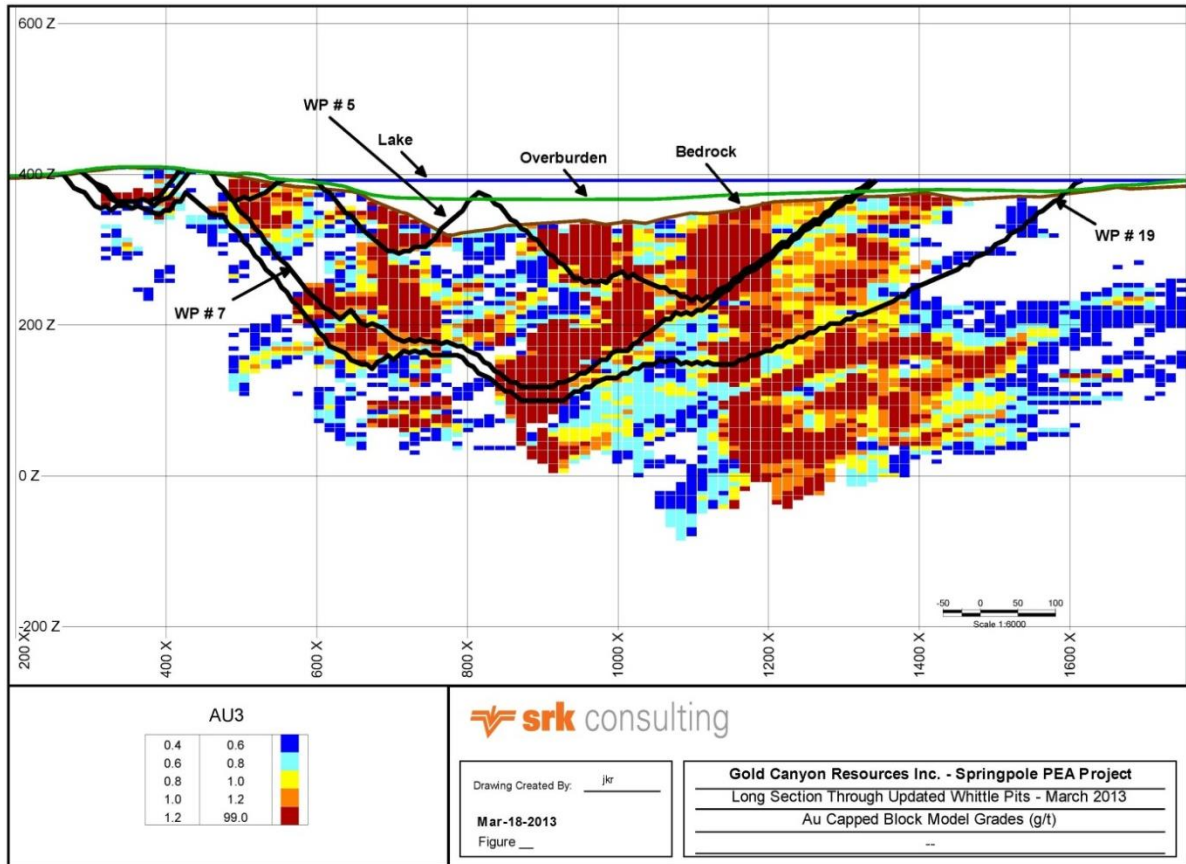 600 Z
WP # 5
Lake
Overburden
Bedrock
400 Z
WP # 19
WP # 7
200 Z
0 Z
-50 0 50 100
Scale 1:6000
-200 Z
200 X
400 X
600 X
800 X
1000 X
1200 X
1400 X
1600 X
AU3
0.4 0.6
0.6 0.8
0.8 1.0
1.0 1.2
1.2 99.0
srk consulting
Drawing Created By: jkr
Mar-18-2013
Figure __
Gold Canyon Resources Inc. - Springpole PEA Project
Long Section Through Updated Whittle Pits - March 2013
Au Capped Block Model Grades (g/t)
--